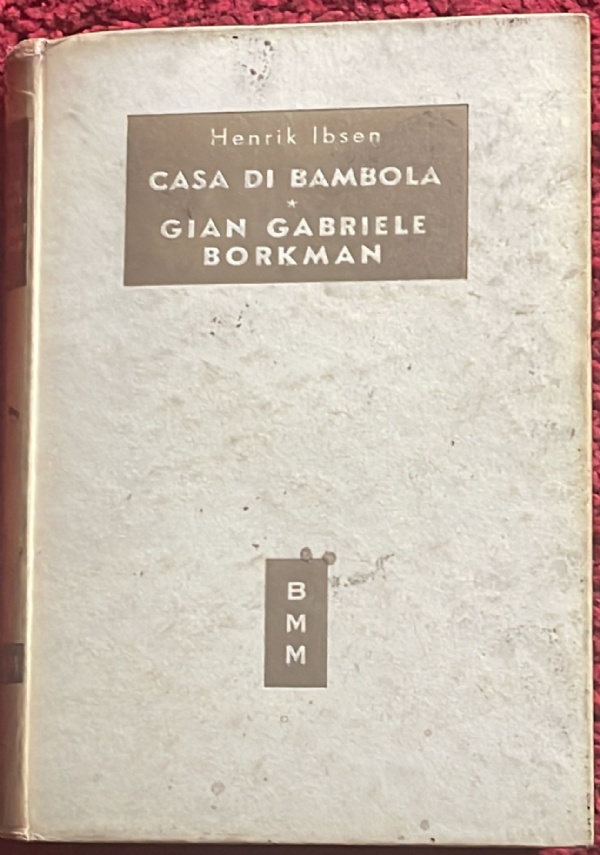 Henrik Ibsen
CASA DI BAMBOLA
*
GIAN GABRIELE
BORKMAN
B
M
M